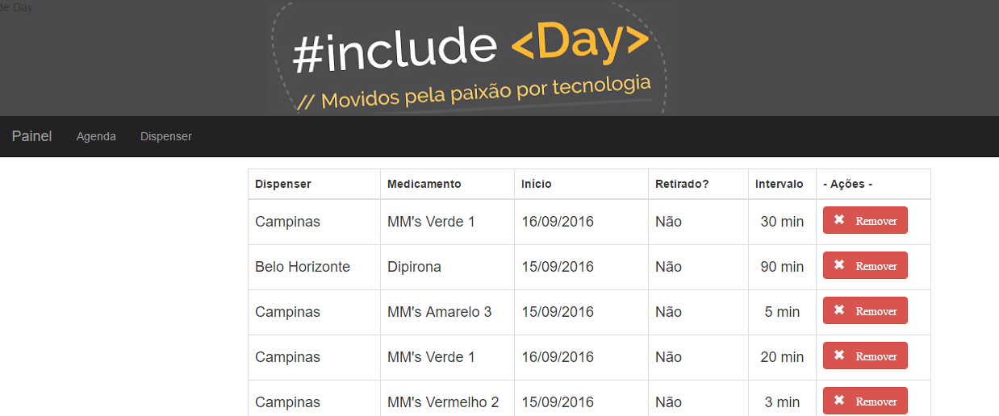 de Day
#include <Day>
// Movidos pela paixão por tecnologia
Painel Agenda Dispenser
Dispenser Medicamento Início Retirado? Intervalo - Ações -
Campinas MM's Verde 1 16/09/2016 Não 30 min ✖ Remover
Belo Horizonte Dipirona 15/09/2016 Não 90 min ✖ Remover
Campinas MM's Amarelo 3 15/09/2016 Não 5 min ✖ Remover
Campinas MM's Verde 1 16/09/2016 Não 20 min ✖ Remover
Campinas MM's Vermelho 2 15/09/2016 Não 3 min ✖ Remover